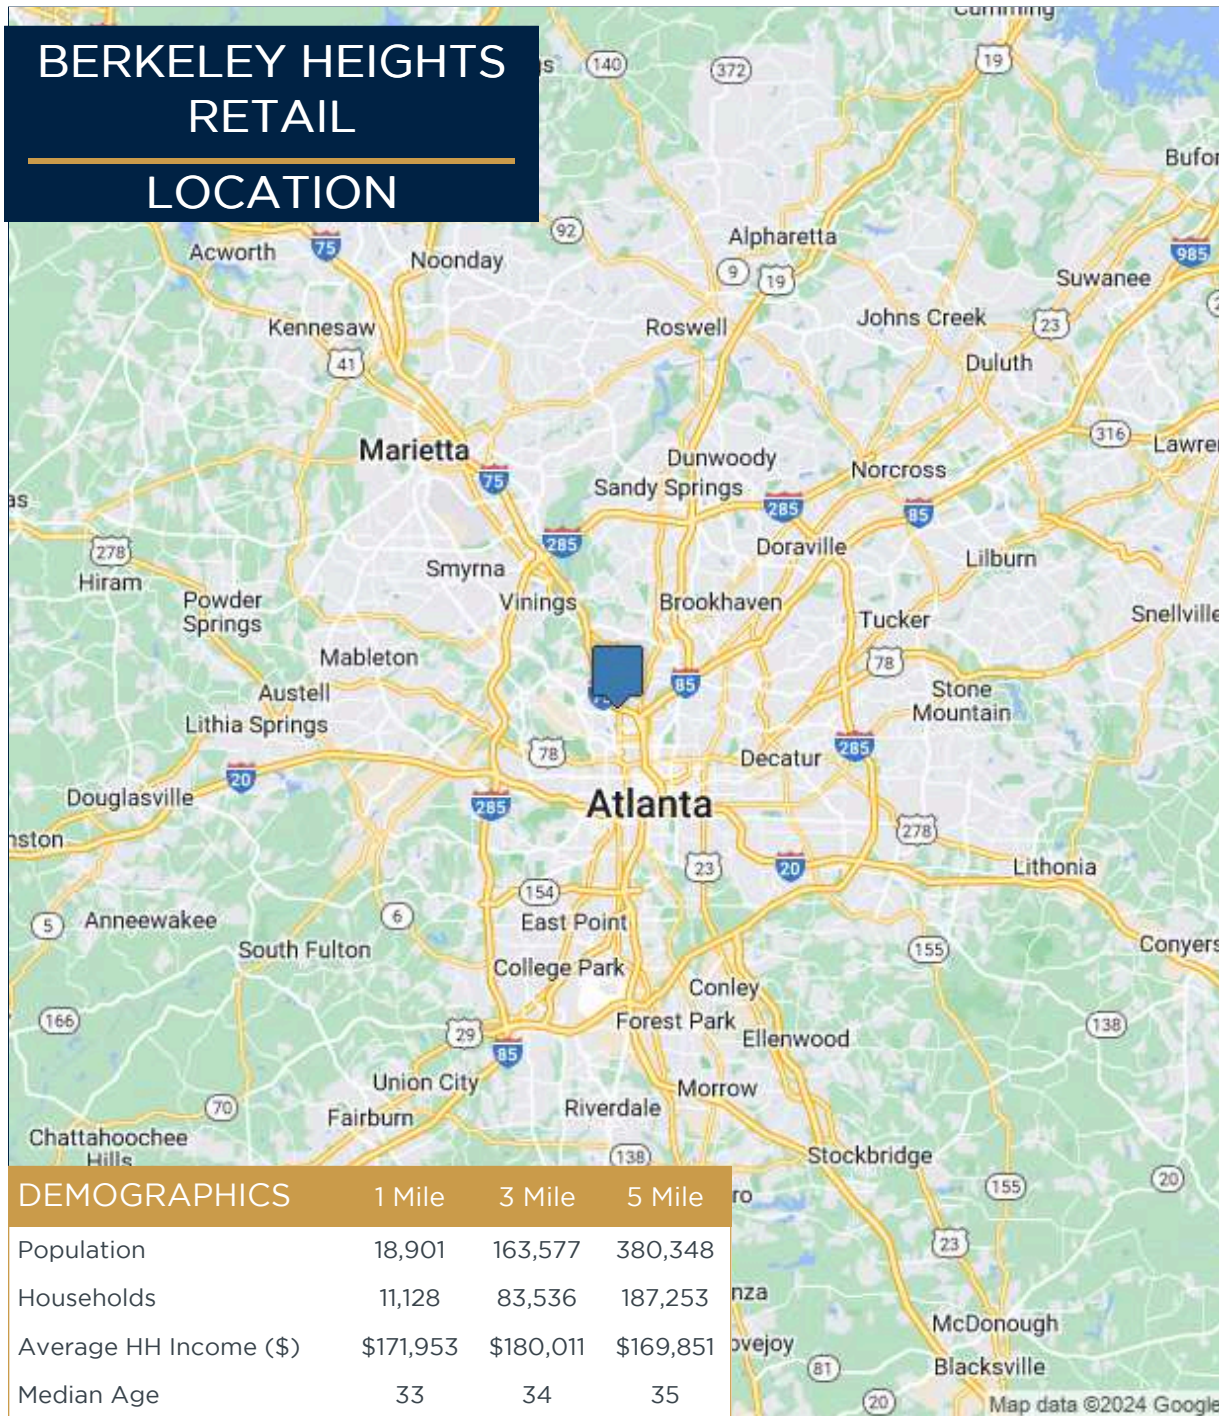 BERKELEY HEIGHTS
RETAIL
LOCATION
Cumming
140
372
19
92
Acworth
75
Noonday
Alpharetta
9
19
985
Suwanee
Kennesaw
41
Roswell
Johns Creek
23
Duluth
Marietta
75
316
Dunwoody
Sandy Springs
Norcross
285
85
285
278
Hiram
Doraville
Lilburn
Smyrna
Powder
Springs
Vinings
Brookhaven
Tucker
Snellville
Mableton
78
85
Austell
Stone
Mountain
Lithia Springs
78
Decatur
285
20
Douglasville
285
Atlanta
278
23
20
Lithonia
154
5
Anneewakee
6
East Point
South Fulton
155
Conyers
College Park
Conley
166
29
Forest Park
138
Ellenwood
85
Union City
Morrow
70
Fairburn
Riverdale
Chattahoochee
Hills
138
Stockbridge
155
20
23
McDonough
81
Blacksville
20
DEMOGRAPHICS 1 Mile 3 Mile 5 Mile
Population 18,901 163,577 380,348
Households 11,128 83,536 187,253
Average HH Income ($) $171,953 $180,011 $169,851
Median Age 33 34 35
Map data ©2024 Google